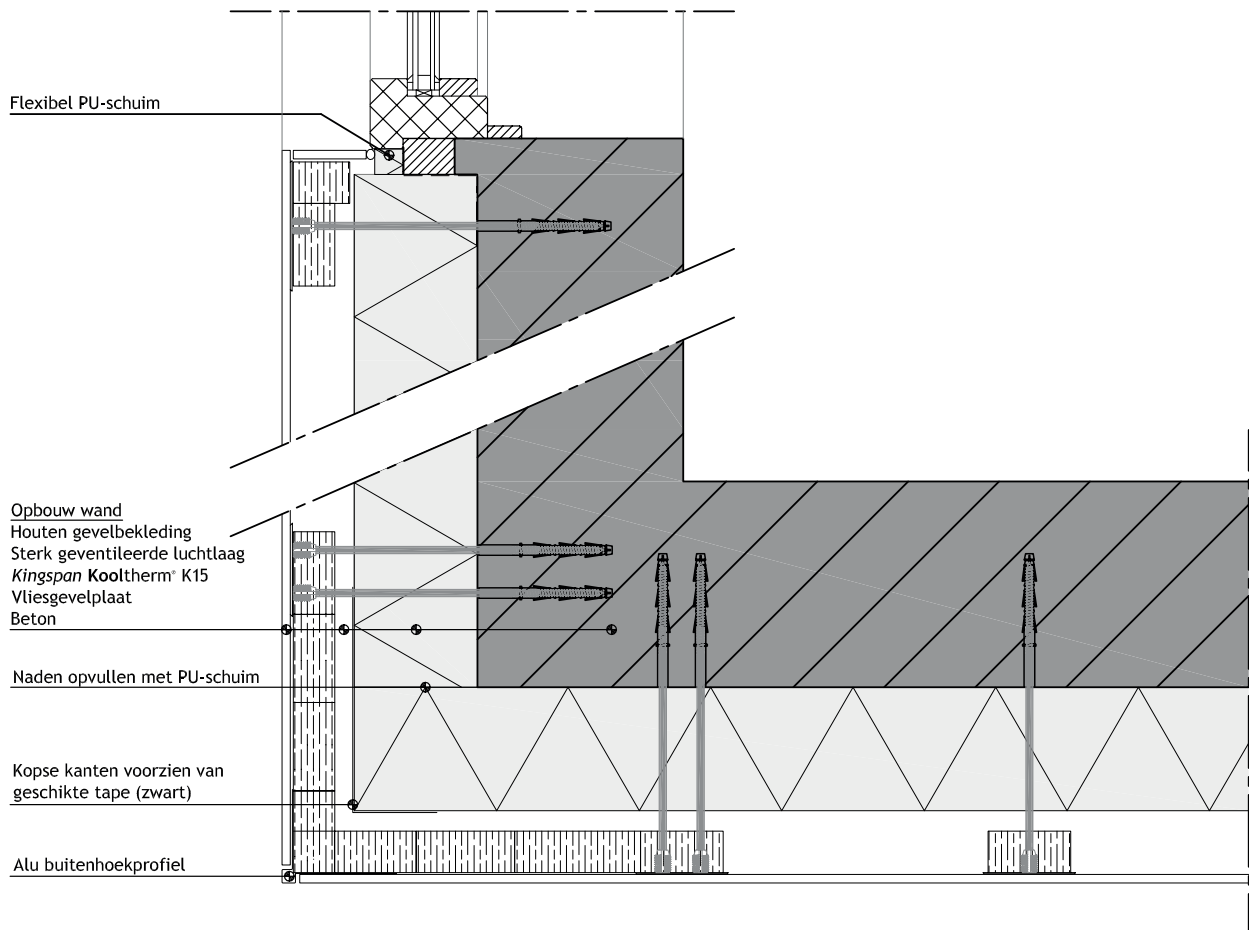 Flexibel PU-schuim
Opbouw wand
Houten gevelbekleding
Sterk geventileerde luchtlaag
Kingspan Kooltherm® K15
Vliesgevelplaat
Beton
Naden opvullen met PU-schuim
Kopse kanten voorzien van
geschikte tape (zwart)
Alu buitenhoekprofiel